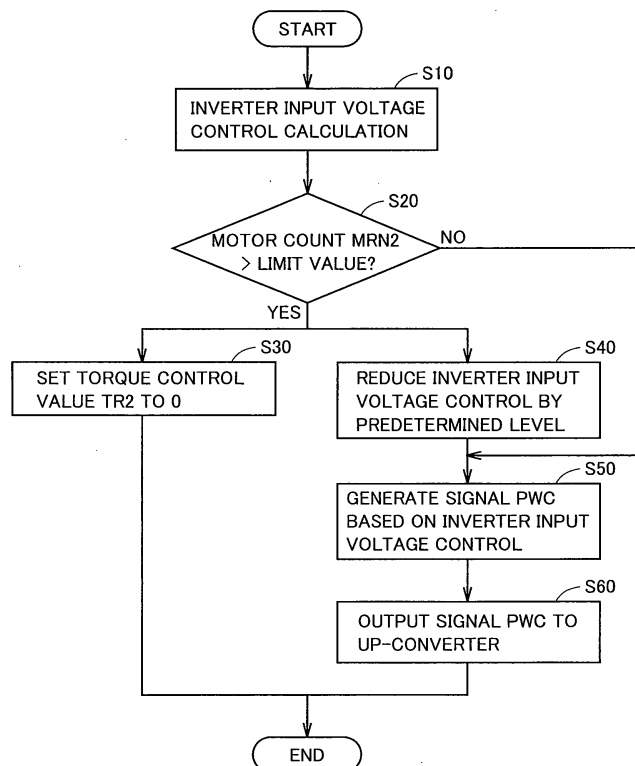 START
S10
INVERTER INPUT VOLTAGE
CONTROL CALCULATION
S20
MOTOR COUNT MRN2
> LIMIT VALUE?
NO
YES
S30
SET TORQUE CONTROL
VALUE TR2 TO 0
S40
REDUCE INVERTER INPUT
VOLTAGE CONTROL BY
PREDETERMINED LEVEL
S50
GENERATE SIGNAL PWC
BASED ON INVERTER INPUT
VOLTAGE CONTROL
S60
OUTPUT SIGNAL PWC TO
UP-CONVERTER
END